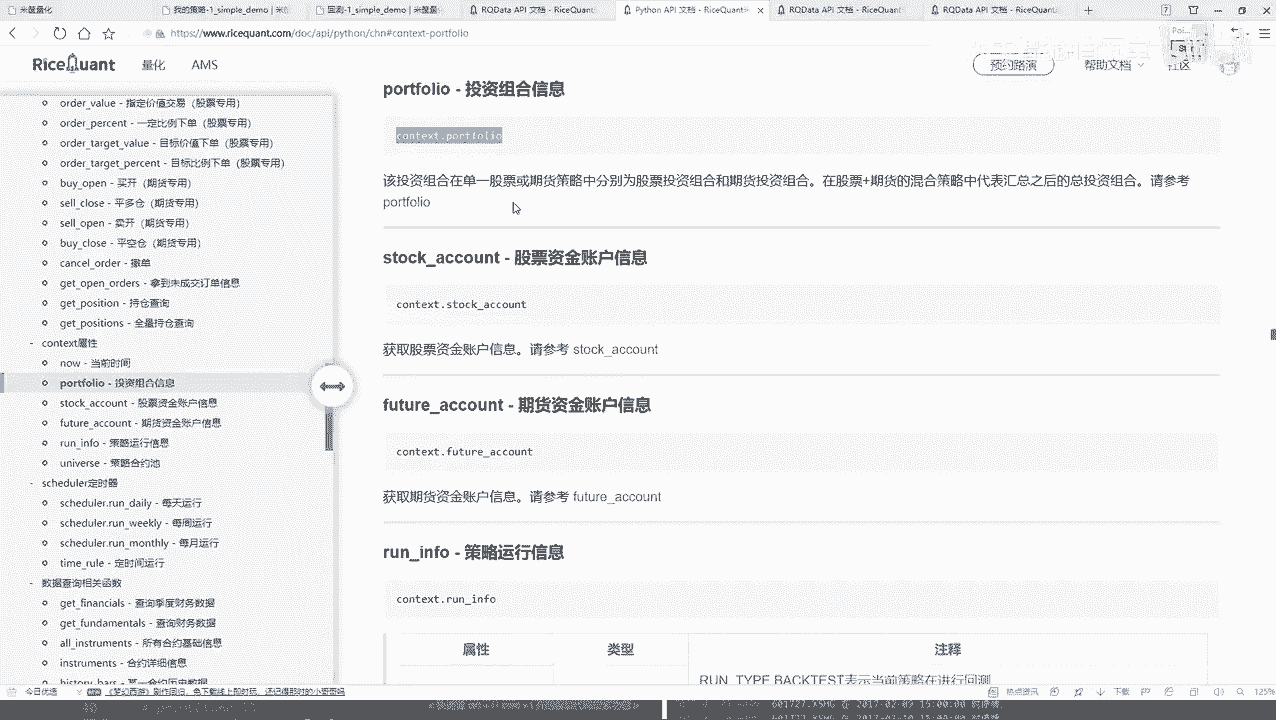 米筐量化
我的策略-1_simple_demo | 米筐
回测-1_simple_demo | 米筐量
RQData API 文档 - RiceQuant
Python API 文档 - RiceQuant
RQData API 文档 - RiceQuant
RQData API 文档 - RiceQuant
https://www.ricequant.com/doc/api/python/chn#context-portfolio
RiceQuant 量化 AMS 预约路演 帮助文档 社区
order_value - 指定价值交易（股票专用）
order_percent - 一定比例下单（股票专用）
order_target_value - 目标价值下单（股票专用）
order_target_percent - 目标比例下单（股票专用）
buy_open - 买开（期货专用）
sell_close - 平多仓（期货专用）
sell_open - 卖开（期货专用）
buy_close - 平空仓（期货专用）
cancel_order - 撤单
get_open_orders - 拿到未成交订单信息
get_position - 持仓查询
get_positions - 全量持仓查询
context属性
now - 当前时间
portfolio - 投资组合信息
stock_account - 股票资金账户信息
future_account - 期货资金账户信息
run_info - 策略运行信息
universe - 策略合约池
scheduler定时器
scheduler.run_daily - 每天运行
scheduler.run_weekly - 每周运行
scheduler.run_monthly - 每月运行
time_rule - 定时间运行
数据查询相关函数
get_financials - 查询季度财务数据
get_fundamentals - 查询财务数据
all_instruments - 所有合约基础信息
instruments - 合约详细信息
history_bars - 某一合约历史数据
portfolio - 投资组合信息
context.portfolio
该投资组合在单一股票或期货策略中分别为股票投资组合和期货投资组合。在股票+期货的混合策略中代表汇总之后的总投资组合。请参考
portfolio
stock_account - 股票资金账户信息
context.stock_account
获取股票资金账户信息。请参考 stock_account
future_account - 期货资金账户信息
context.future_account
获取期货资金账户信息。请参考 future_account
run_info - 策略运行信息
context.run_info
属性 类型 注释
RUN_TYPE.BACKTEST表示当前策略在进行回测
今日优选
热点资讯 下载 125%